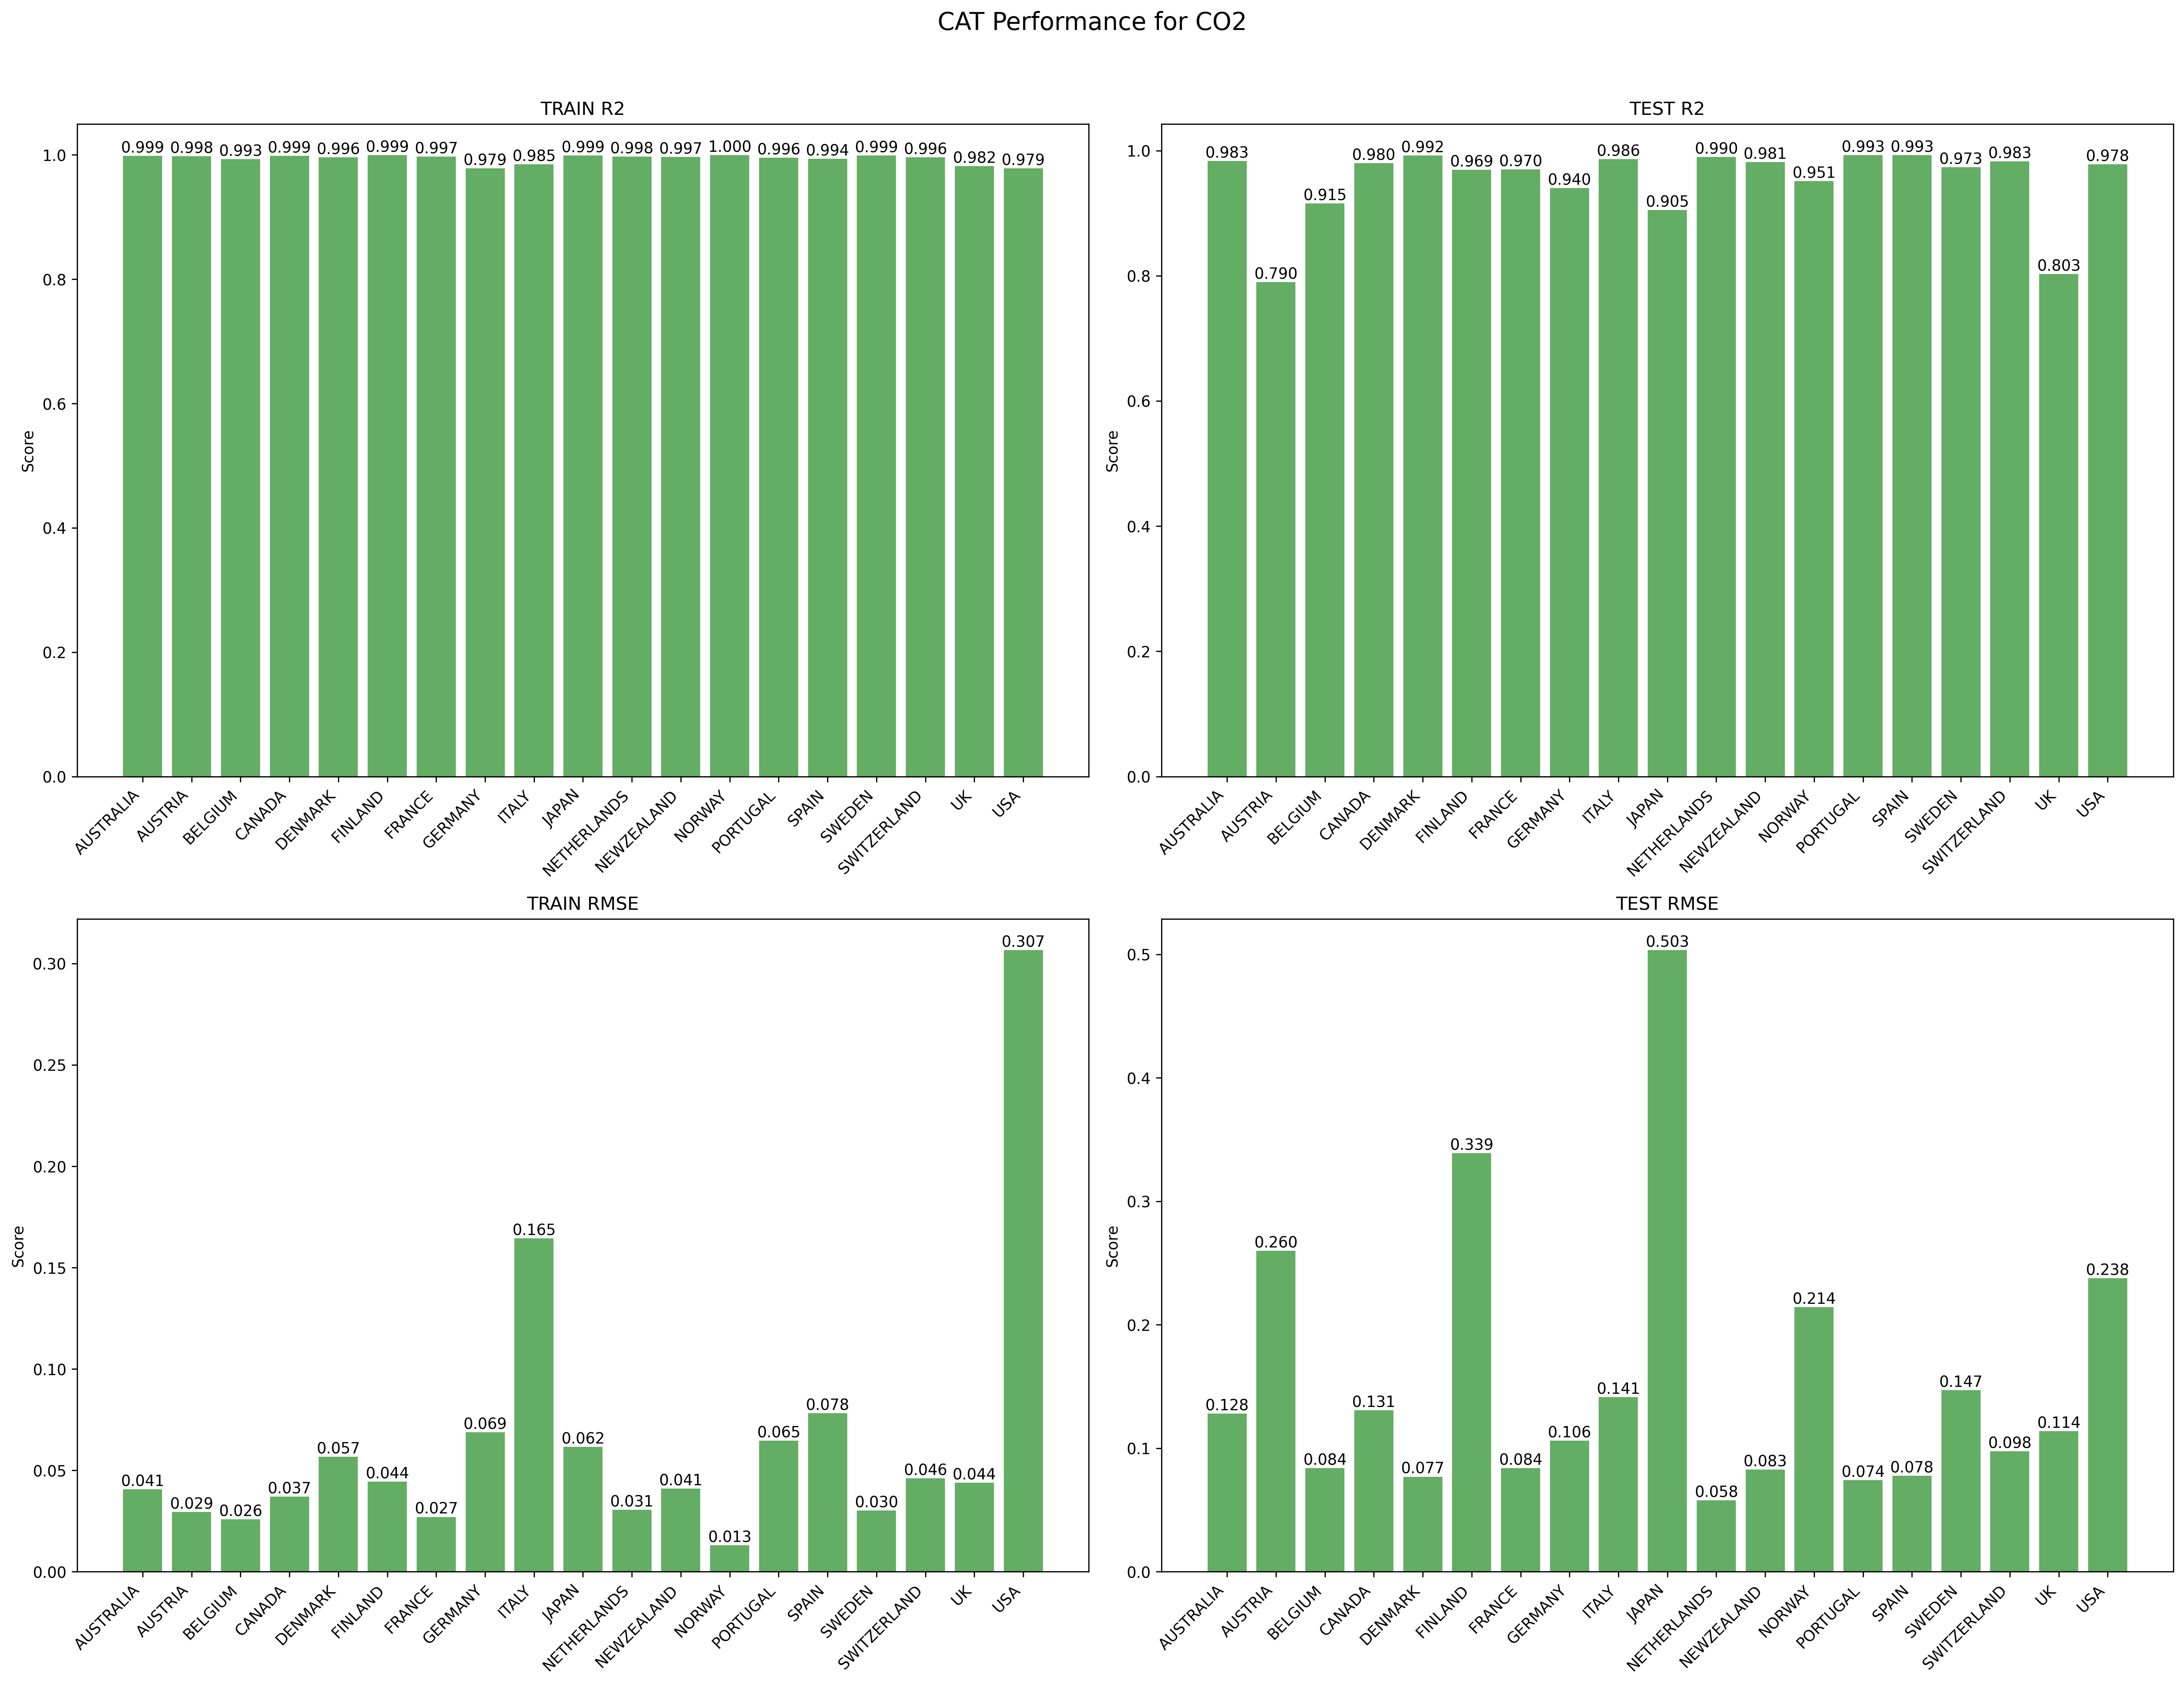 CAT Performance for CO2
TRAIN R2
Score
1.0
0.8
0.6
0.4
0.2
0.0
0.999 0.998 0.993 0.999 0.996 0.999 0.997 0.979 0.985 0.999 0.998 0.997 1.000 0.996 0.994 0.999 0.996 0.982 0.979
AUSTRALIA AUSTRIA BELGIUM CANADA DENMARK FINLAND FRANCE GERMANY ITALY JAPAN NETHERLANDS NEWZEALAND NORWAY PORTUGAL SPAIN SWEDEN SWITZERLAND UK USA
TEST R2
Score
1.0
0.8
0.6
0.4
0.2
0.0
0.983 0.790 0.915 0.980 0.992 0.969 0.970 0.940 0.986 0.905 0.990 0.981 0.951 0.993 0.993 0.973 0.983 0.803 0.978
AUSTRALIA AUSTRIA BELGIUM CANADA DENMARK FINLAND FRANCE GERMANY ITALY JAPAN NETHERLANDS NEWZEALAND NORWAY PORTUGAL SPAIN SWEDEN SWITZERLAND UK USA
TRAIN RMSE
Score
0.30
0.25
0.20
0.15
0.10
0.05
0.00
0.041 0.029 0.026 0.037 0.057 0.044 0.027 0.069 0.165 0.062 0.031 0.041 0.013 0.065 0.078 0.030 0.046 0.044 0.307
AUSTRALIA AUSTRIA BELGIUM CANADA DENMARK FINLAND FRANCE GERMANY ITALY JAPAN NETHERLANDS NEWZEALAND NORWAY PORTUGAL SPAIN SWEDEN SWITZERLAND UK USA
TEST RMSE
Score
0.5
0.4
0.3
0.2
0.1
0.0
0.128 0.260 0.084 0.131 0.077 0.339 0.084 0.106 0.141 0.503 0.058 0.083 0.214 0.074 0.078 0.147 0.098 0.114 0.238
AUSTRALIA AUSTRIA BELGIUM CANADA DENMARK FINLAND FRANCE GERMANY ITALY JAPAN NETHERLANDS NEWZEALAND NORWAY PORTUGAL SPAIN SWEDEN SWITZERLAND UK USA